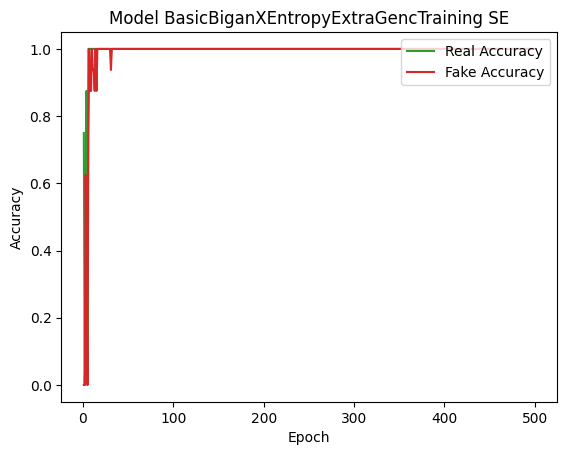 Model BasicBiganXEntropyExtraGencTraining SE
Real Accuracy
Fake Accuracy
Accuracy
1.0
0.8
0.6
0.4
0.2
0.0
0 100 200 300 400 500
Epoch